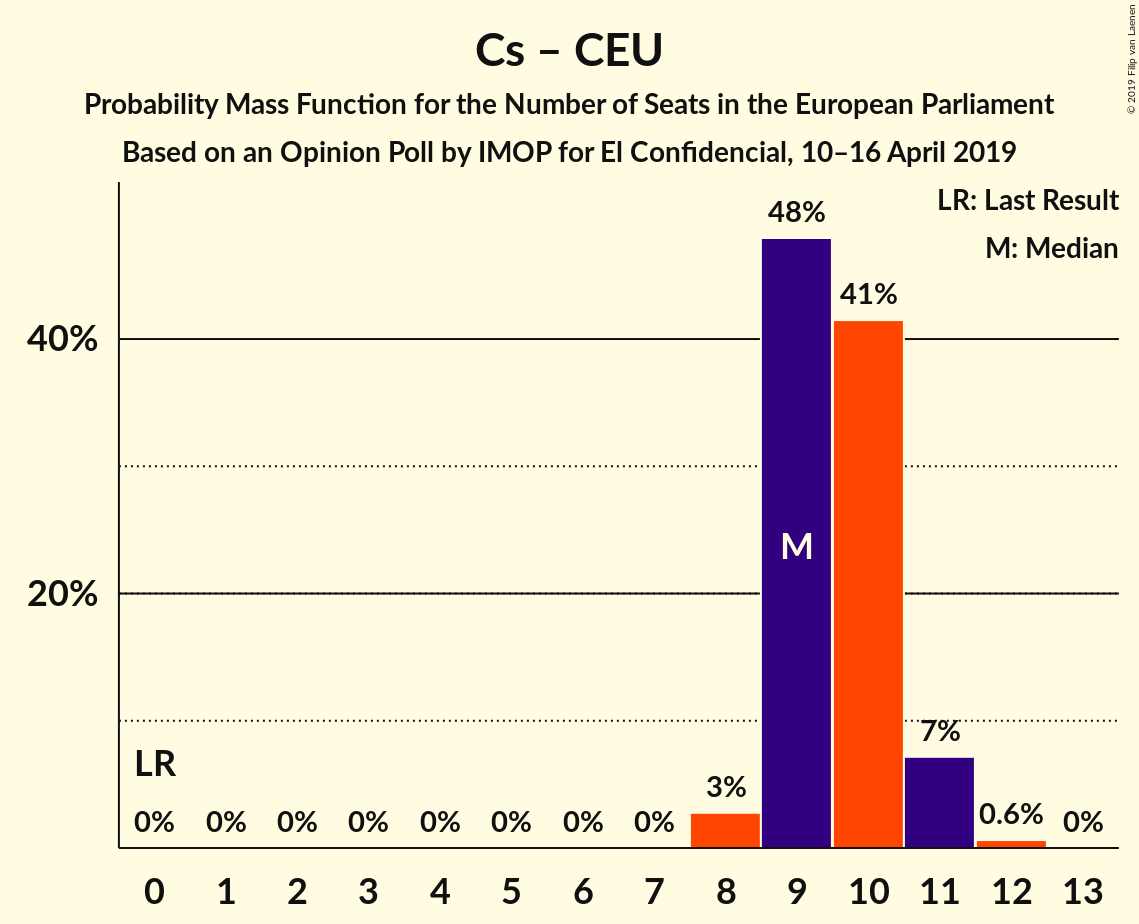 Cs – CEU
Probability Mass Function for the Number of Seats in the European Parliament
Based on an Opinion Poll by IMOP for El Confidencial, 10–16 April 2019
© 2019 Filip van Laenen
LR: Last Result
M: Median
48%
41%
40%
M
20%
7%
LR
3%
0.6%
0% 0% 0% 0% 0% 0% 0% 0% 0%
0 1 2 3 4 5 6 7 8 9 10 11 12 13